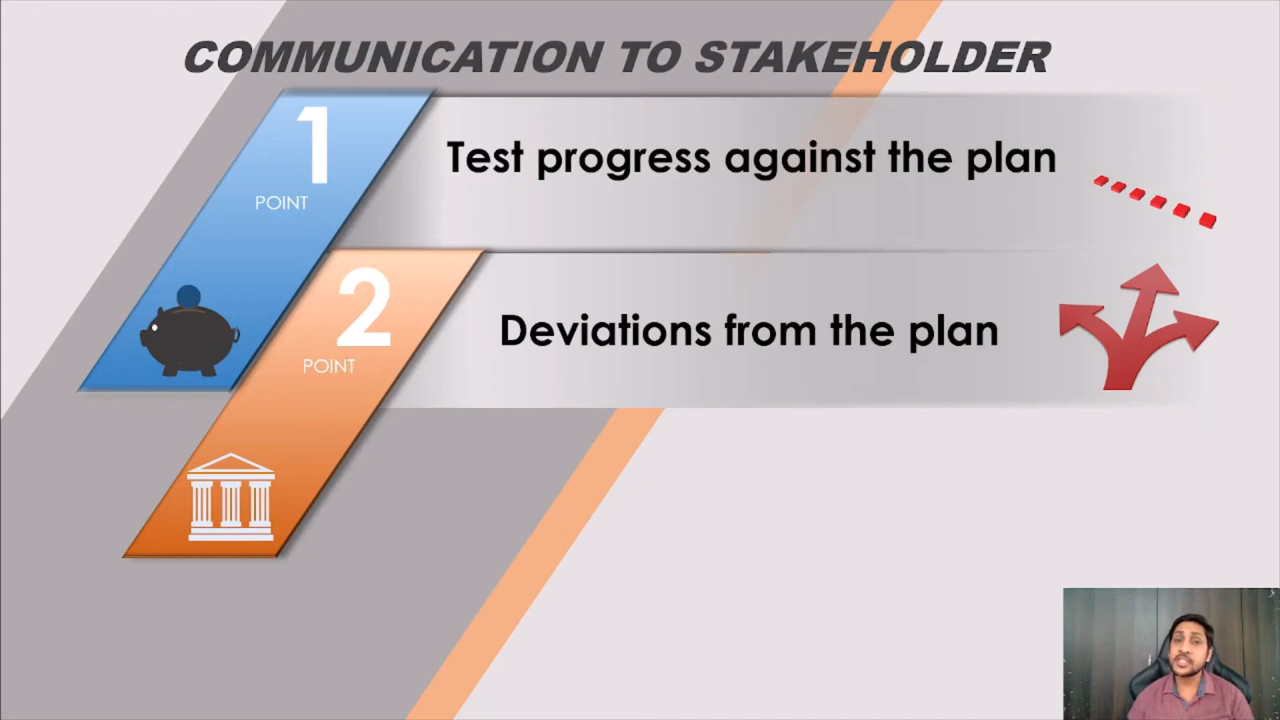 COMMUNICATION TO STAKEHOLDER
1
POINT
Test progress against the plan
2
POINT
Deviations from the plan